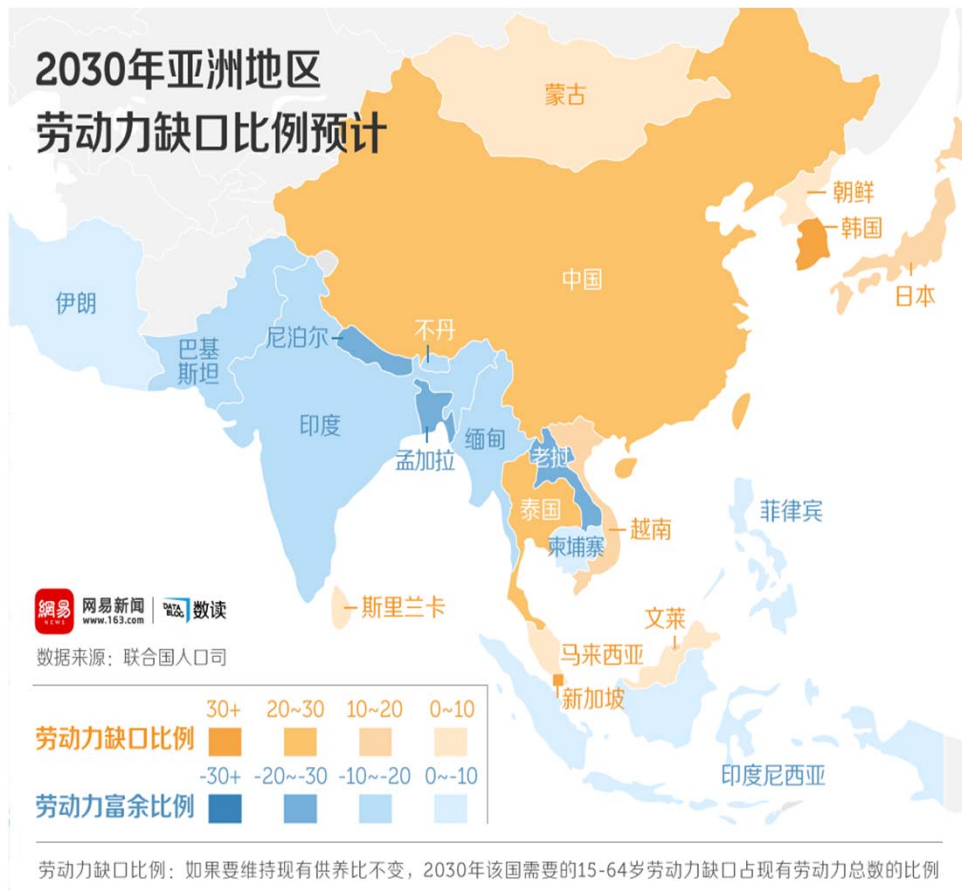 2030年亚洲地区
劳动力缺口比例预计
蒙古
朝鲜
韩国
日本
中国
伊朗
尼泊尔
不丹
巴基
斯坦
印度
缅甸
孟加拉
老挝
泰国
菲律宾
越南
柬埔寨
斯里兰卡
文莱
马来西亚
新加坡
印度尼西亚
網易
NEWS
网易新闻
www.163.com
DATA
BLOG
数读
数据来源：联合国人口司
30+ 20~30 10~20 0~10
劳动力缺口比例
-30+ -20~-30 -10~-20 0~-10
劳动力富余比例
劳动力缺口比例：如果要维持现有供养比不变，2030年该国需要的15-64岁劳动力缺口占现有劳动力总数的比例